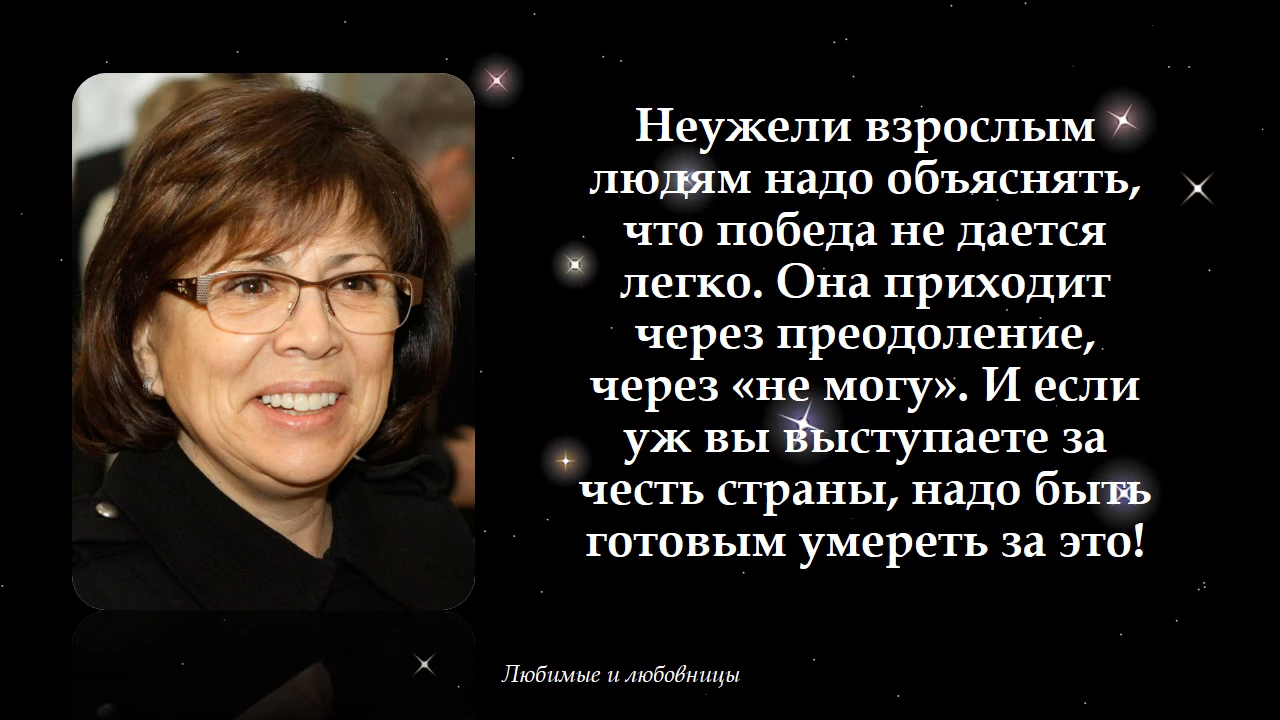 Неужели взрослым
людям надо объяснять,
что победа не дается
легко. Она приходит
через преодоление,
через «не могу». И если
уж вы выступаете за
честь страны, надо быть
готовым умереть за это!
Любимые и любовницы